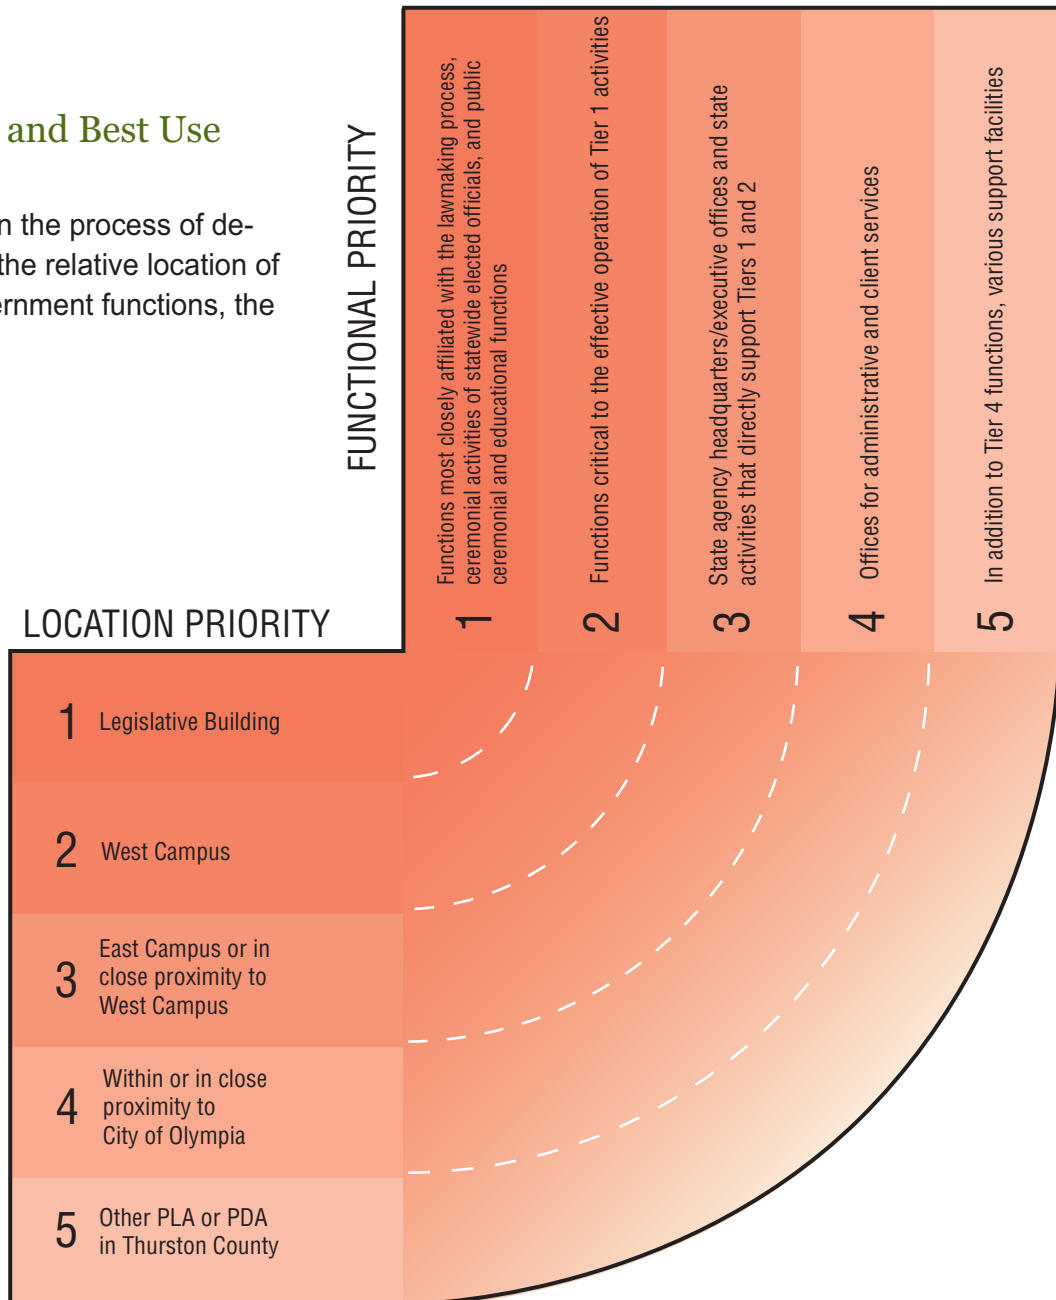 and Best Use
n the process of de-
the relative location of
ernment functions, the
FUNCTIONAL PRIORITY
Functions most closely affiliated with the lawmaking process,
ceremonial activities of statewide elected officials, and public
ceremonial and educational functions
1
Functions critical to the effective operation of Tier 1 activities
2
State agency headquarters/executive offices and state
activities that directly support Tiers 1 and 2
3
Offices for administrative and client services
4
In addition to Tier 4 functions, various support facilities
5
LOCATION PRIORITY
1 Legislative Building
2 West Campus
3
East Campus or in
close proximity to
West Campus
4
Within or in close
proximity to
City of Olympia
5
Other PLA or PDA
in Thurston County